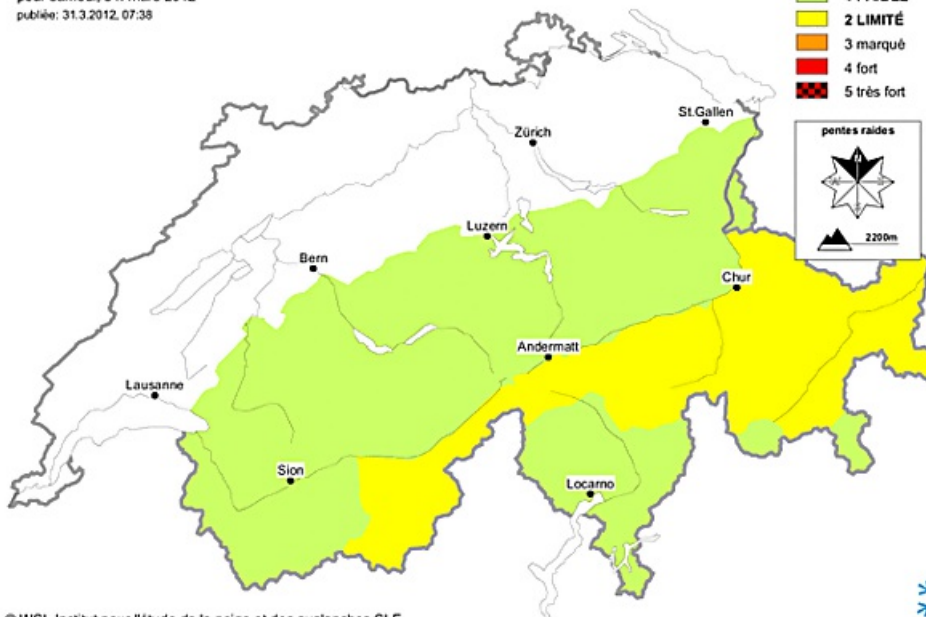 publiée: 31.3.2012, 07:38
2 LIMITÉ
3 marqué
4 fort
5 très fort
pentes raides
N
2200m
St.Gallen
Zürich
Luzern
Bern
Chur
Andermatt
Lausanne
Sion
Locarno